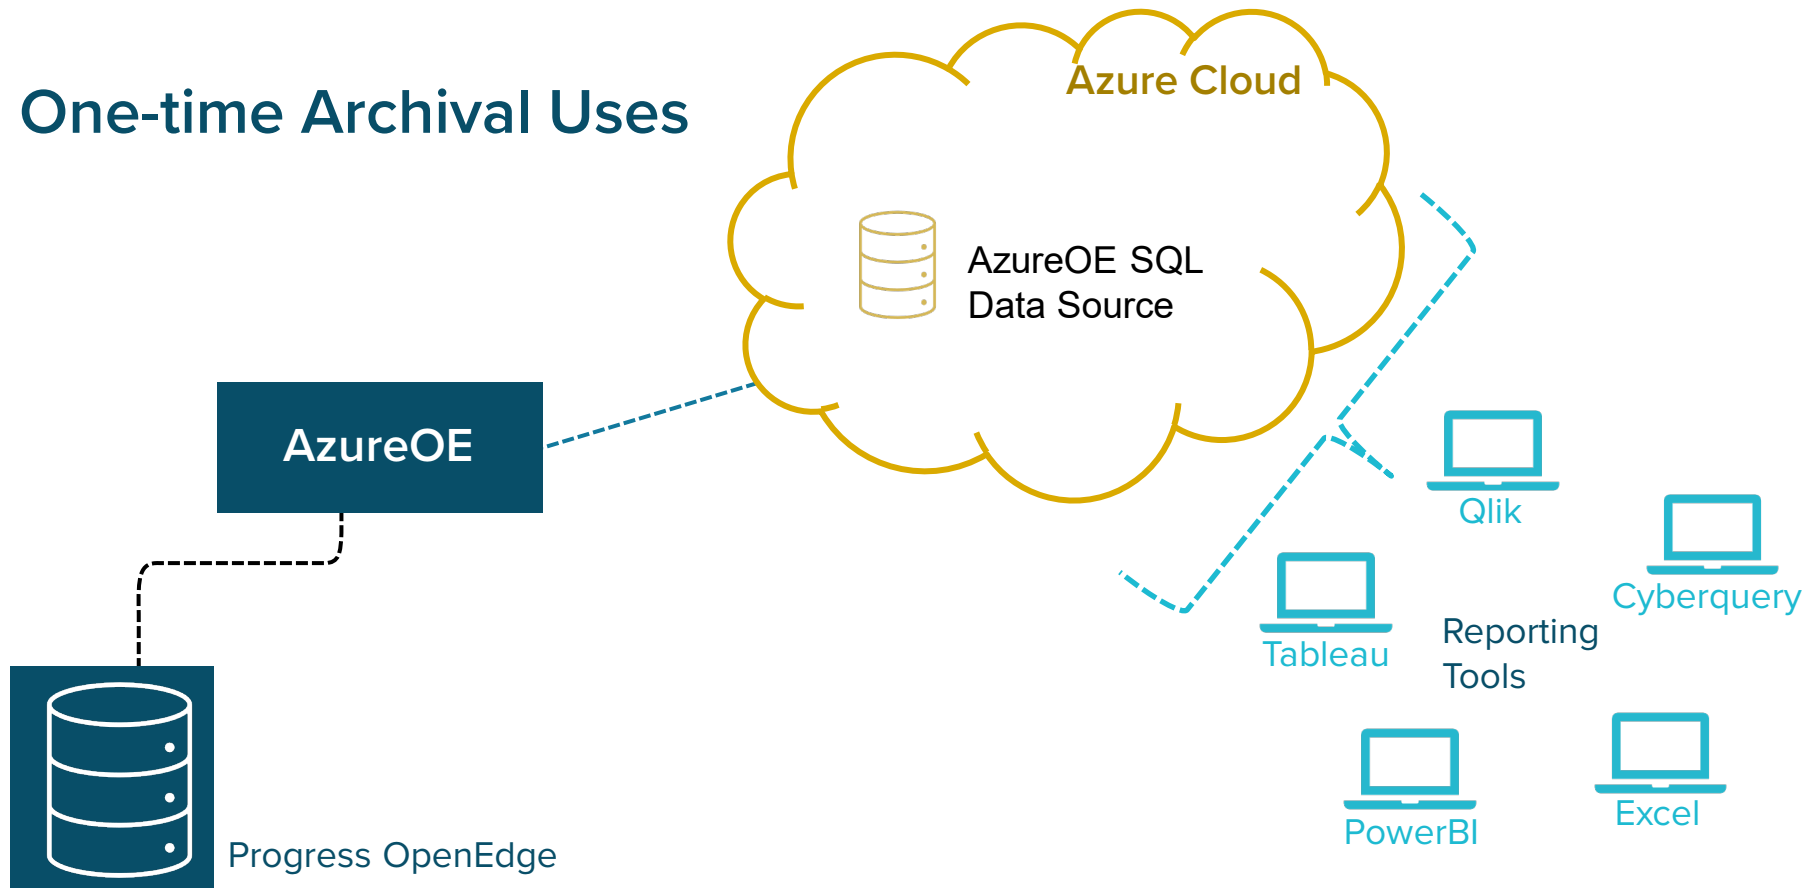 One-time Archival Uses
Azure Cloud
AzureOE SQL
Data Source
AzureOE
Progress OpenEdge
Qlik
Cyberquery
Tableau
Reporting
Tools
PowerBI
Excel